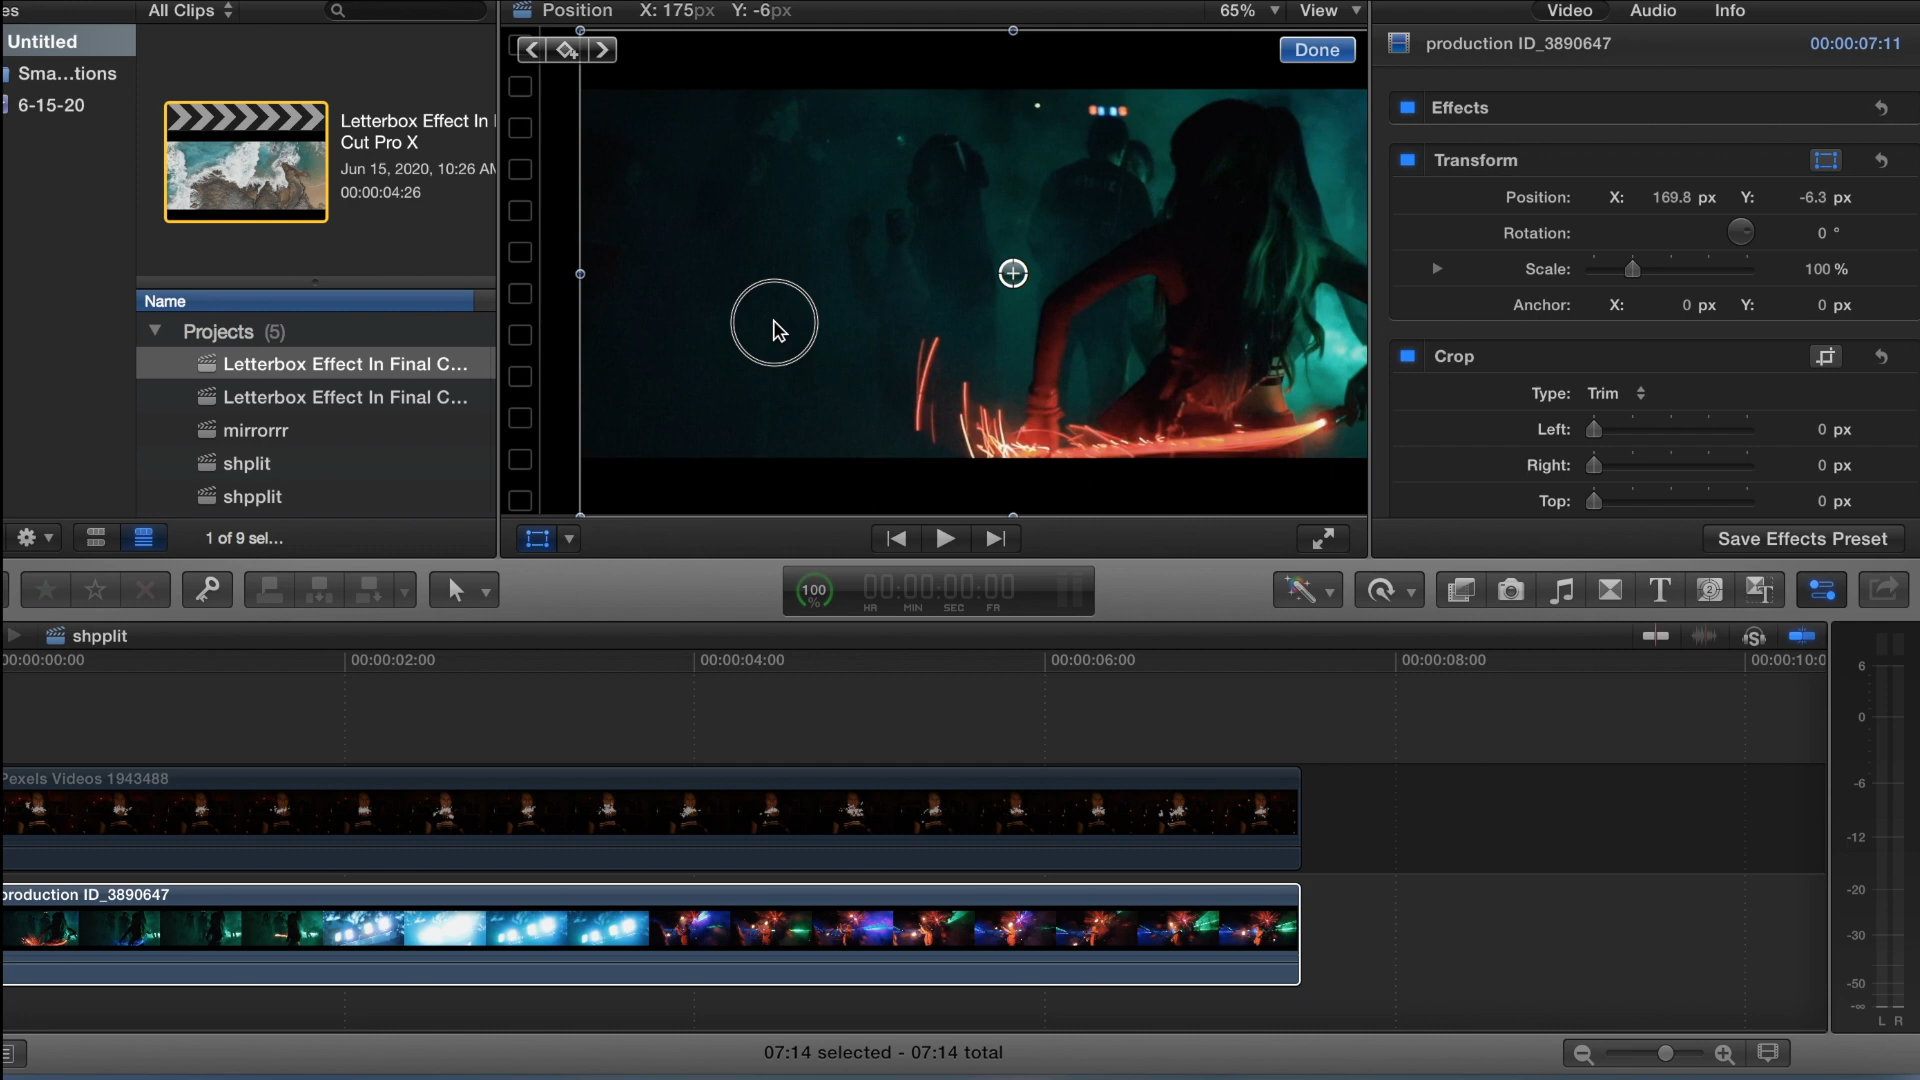 es
All Clips
Position X: 175px Y: -6px
65%
View
Video
Audio
Info
Untitled
Sma...tions
6-15-20
Letterbox Effect In
Cut Pro X
Jun 15, 2020, 10:26 AM
00:00:04:26
Done
production ID_3890647
00:00:07:11
Effects
Transform
Position: X: 169.8 px Y: -6.3 px
Rotation: 0 °
Scale: 100 %
Anchor: X: 0 px Y: 0 px
Crop
Type: Trim
Left: 0 px
Right: 0 px
Top: 0 px
Save Effects Preset
Name
Projects (5)
Letterbox Effect In Final C...
Letterbox Effect In Final C...
mirrorrr
shplit
shpplit
1 of 9 sel...
100
%
00:00:00:00
HR MIN SEC FR
shpplit
00:00:00:00
00:00:02:00
00:00:04:00
00:00:06:00
00:00:08:00
00:00:10:0
Pexels Videos 1943488
production ID_3890647
6
0
-6
-12
-20
-30
-50
-∞
L R
07:14 selected - 07:14 total